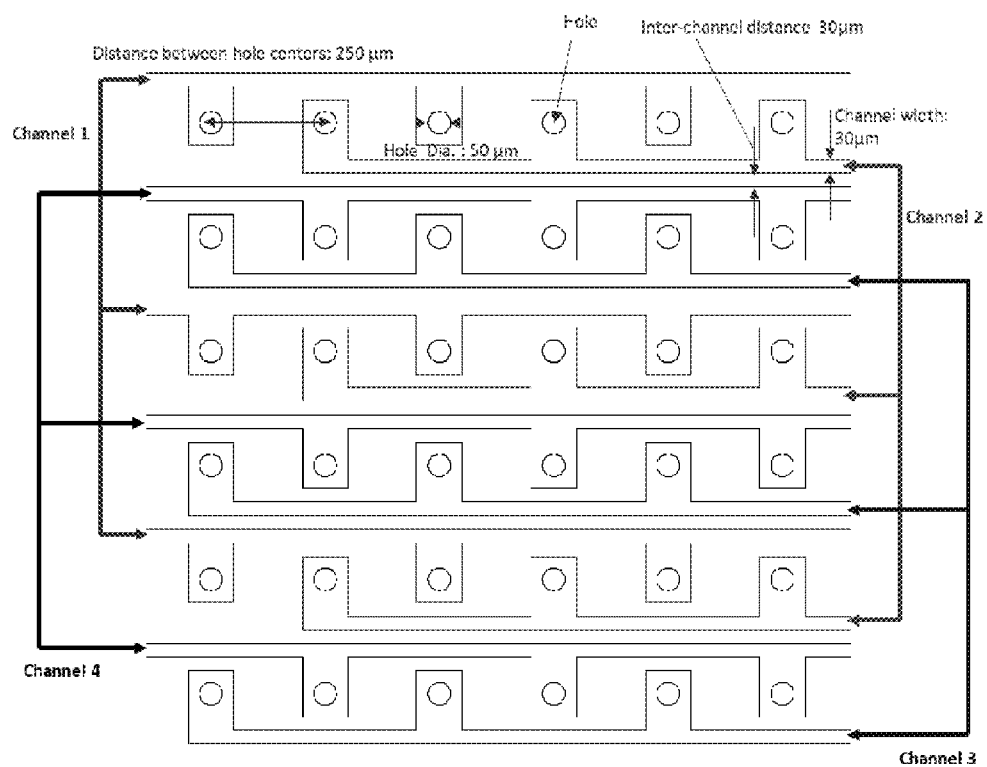 Hole
Inter-channel distance 30µm
Distance between hole centers: 250 µm
Channel width:
30µm
Channel 1
Hole Dia. : 50 µm
Channel 2
Channel 4
Channel 3